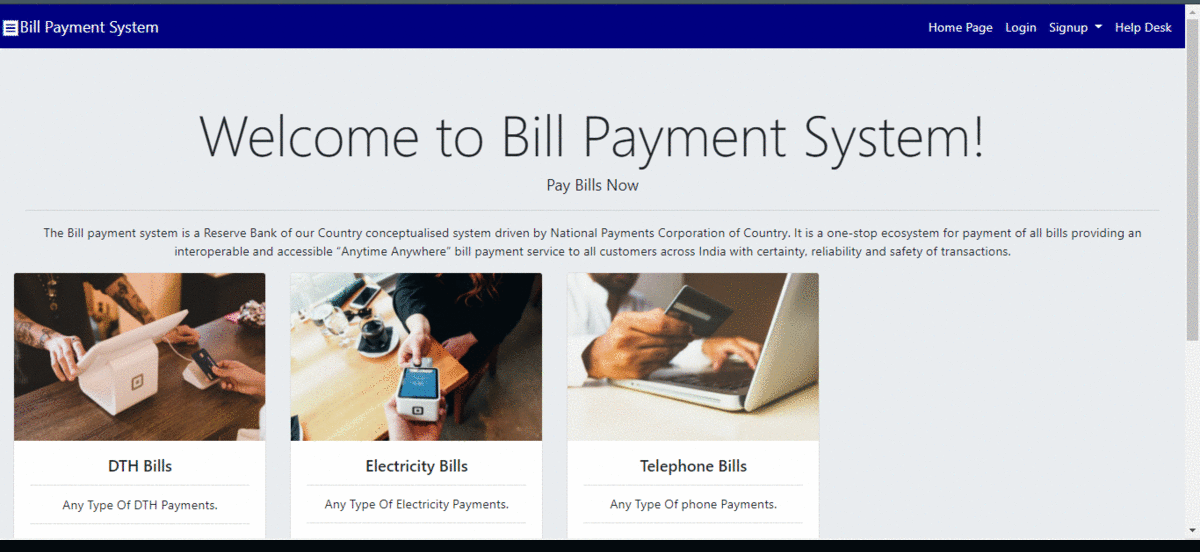 Bill Payment System
Home Page Login Signup Help Desk
Welcome to Bill Payment System!
Pay Bills Now
The Bill payment system is a Reserve Bank of our Country conceptualised system driven by National Payments Corporation of Country. It is a one-stop ecosystem for payment of all bills providing an
interoperable and accessible “Anytime Anywhere” bill payment service to all customers across India with certainty, reliability and safety of transactions.
DTH Bills
Any Type Of DTH Payments.
Electricity Bills
Any Type Of Electricity Payments.
Telephone Bills
Any Type Of phone Payments.